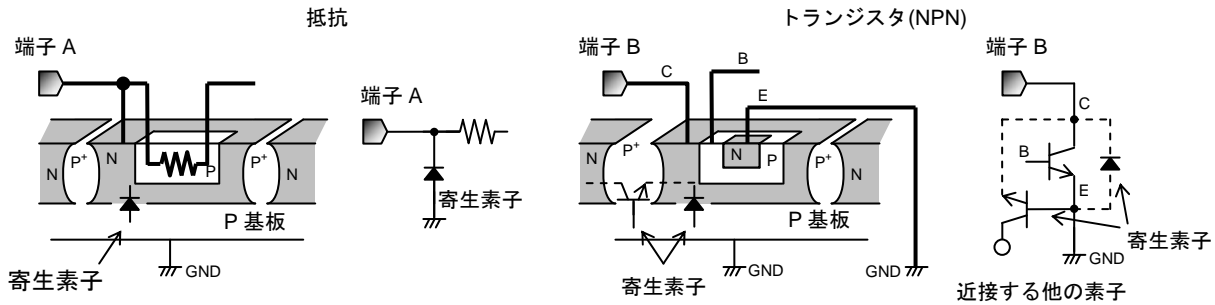 抵抗
端子 A
N
P+
N
P
P+
N
P 基板
GND
寄生素子
端子 A
寄生素子
トランジスタ(NPN)
端子 B
C
B
E
N
P+
N
P
P+
N
P 基板
GND
GND
寄生素子
端子 B
C
B
E
GND
寄生素子
近接する他の素子